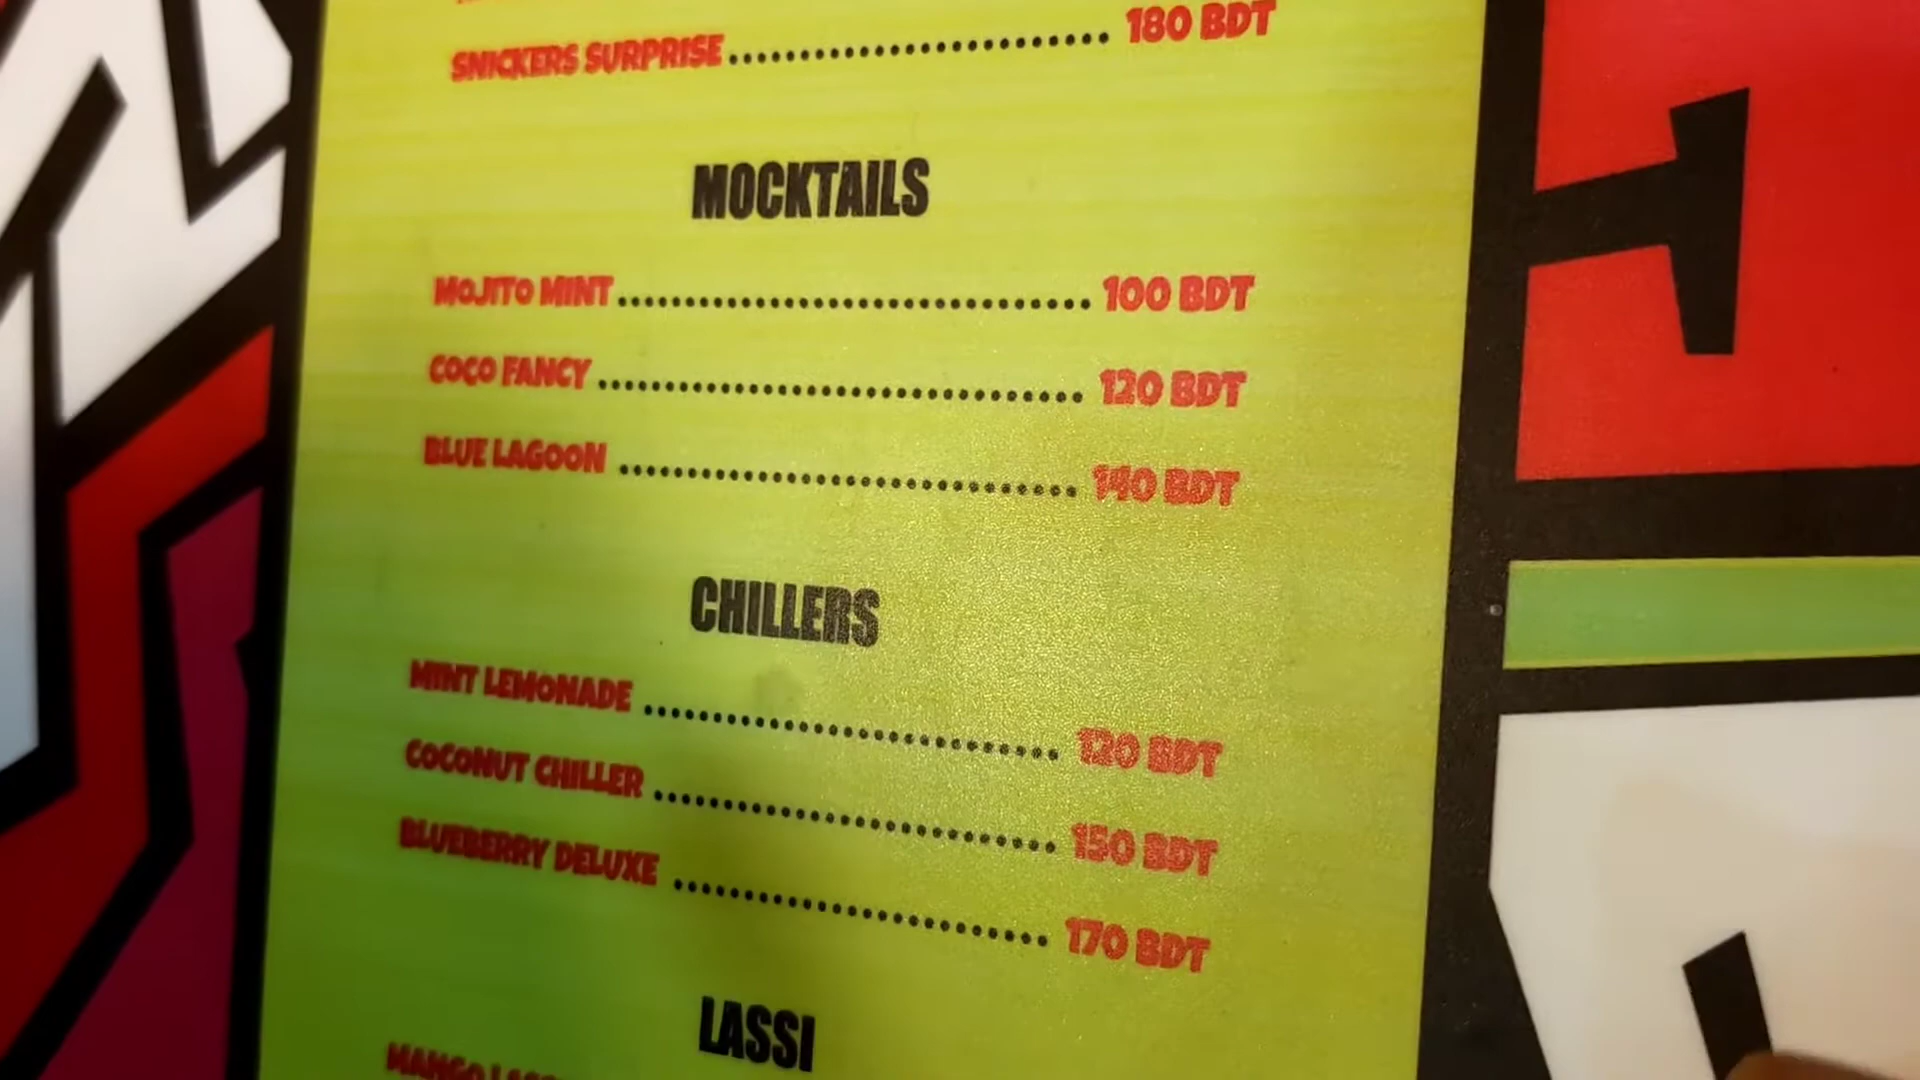 SNICKERS SURPRISE........................ 180 BDT
MOCKTAILS
MOJITO MINT.............................. 100 BDT
COCO FANCY .............................. 120 BDT
BLUE LAGOON ............................. 140 BDT
CHILLERS
MINT LEMONADE ........................... 120 BDT
COCONUT CHILLER ......................... 150 BDT
BLUEBERRY DELUXE ........................ 170 BDT
LASSI
MANGO